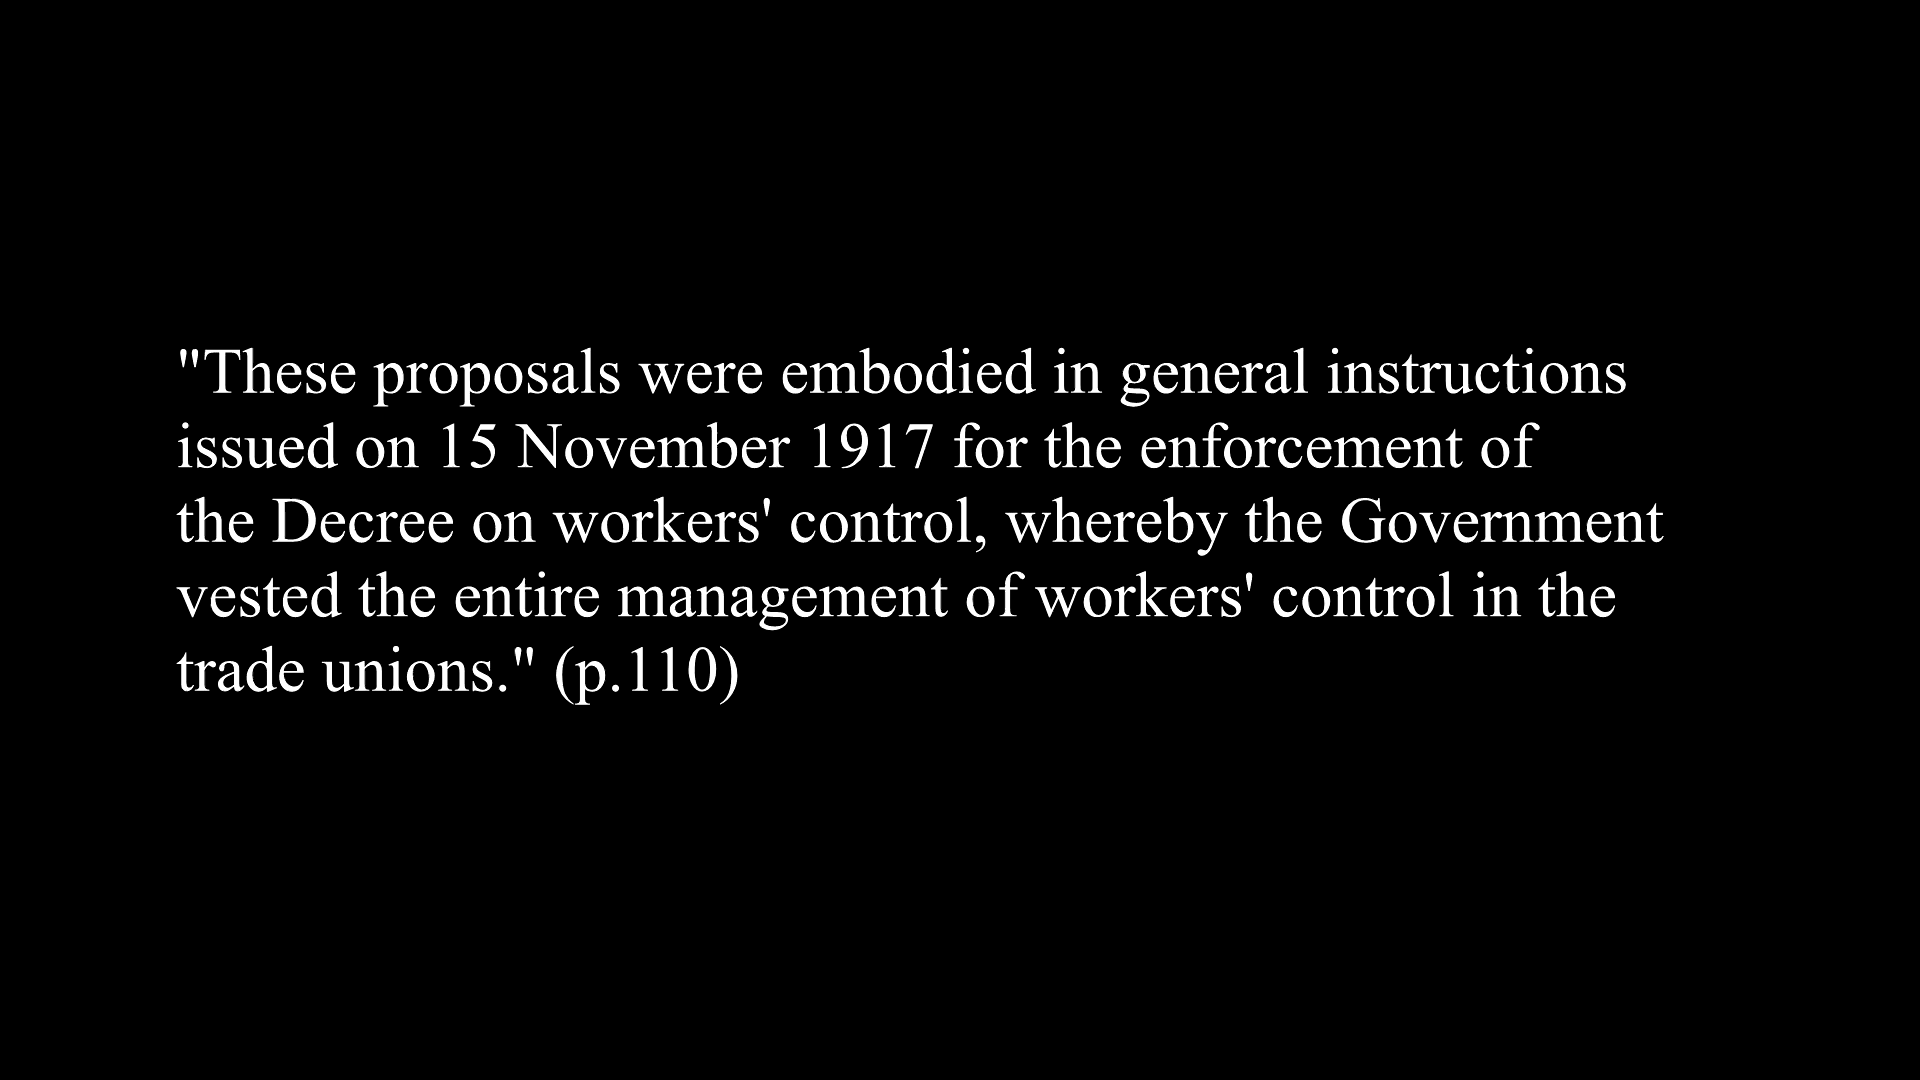 "These proposals were embodied in general instructions
issued on 15 November 1917 for the enforcement of
the Decree on workers' control, whereby the Government
vested the entire management of workers' control in the
trade unions." (p.110)